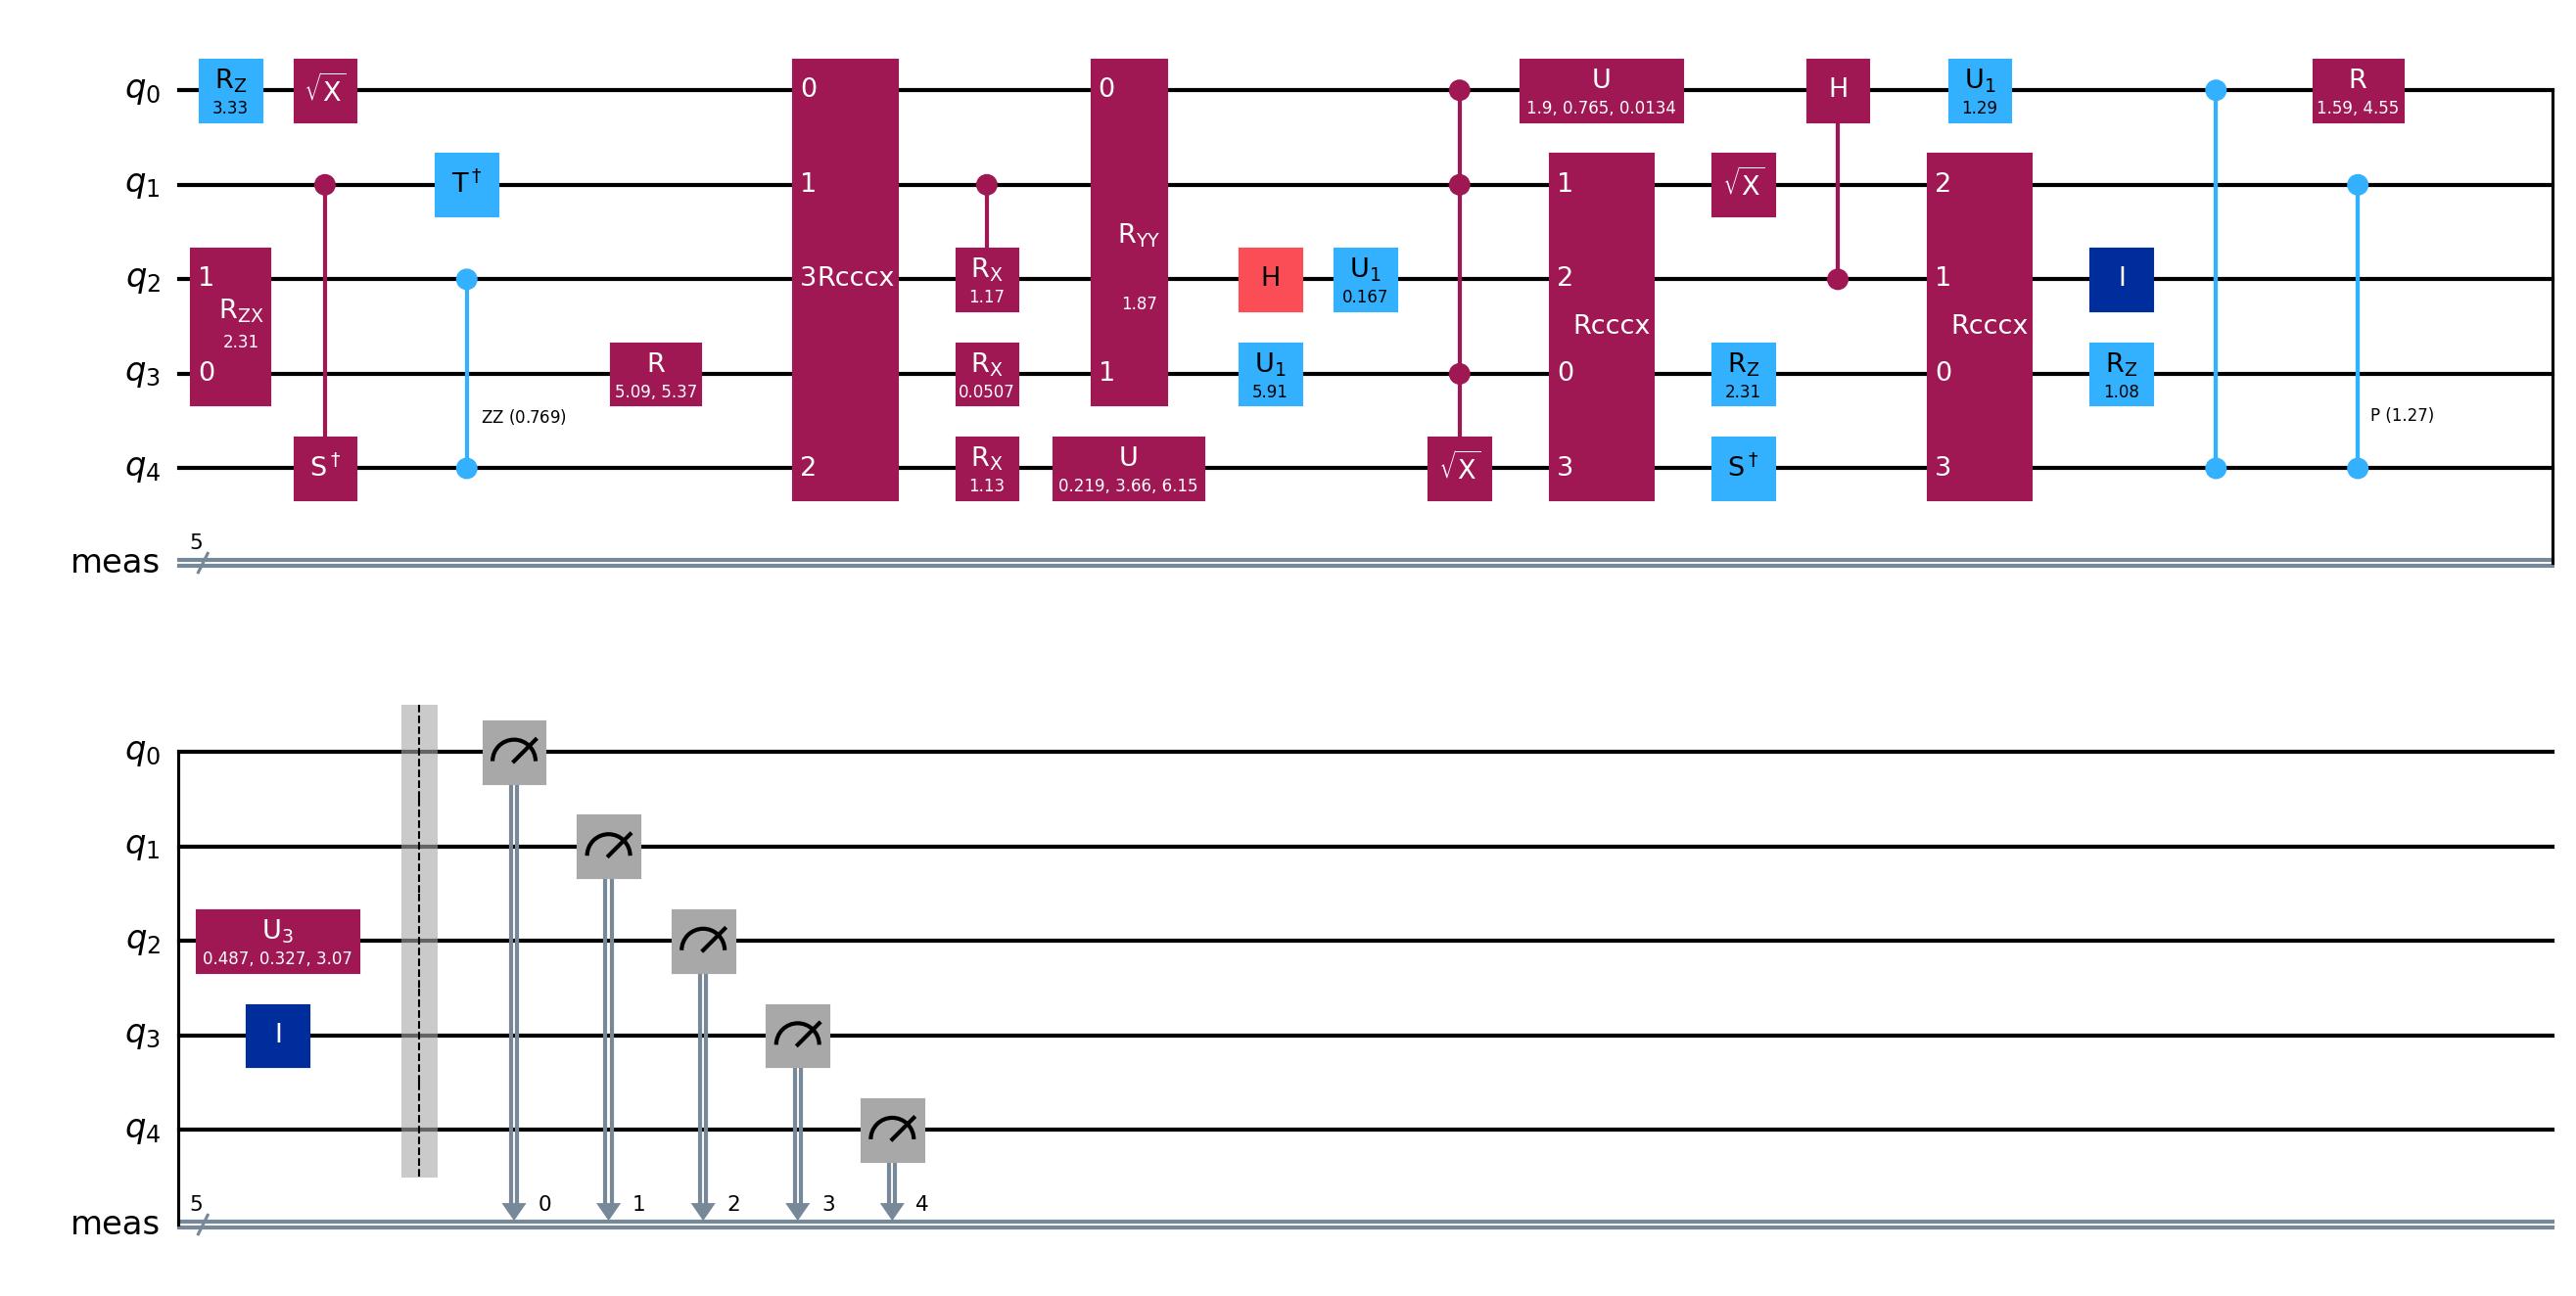 q0 RZ 3.33 √X 0 0 U 1.9, 0.765, 0.0134 H U1 1.29 R 1.59, 4.55
q1 T† 1 1 √X 2
q2 1 RZX 2.31 3 Rcccx RX 1.17 RYY 1.87 H U1 0.167 2 Rcccx 1 Rcccx I
q3 0 R 5.09, 5.37 RX 0.0507 1 U1 5.91 0 RZ 2.31 0 RZ 1.08
ZZ (0.769) P (1.27)
q4 S† 2 RX 1.13 U 0.219, 3.66, 6.15 √X 3 S† 3
meas 5
q0
q1
q2 U3 0.487, 0.327, 3.07
q3 I
q4
meas 5 0 1 2 3 4